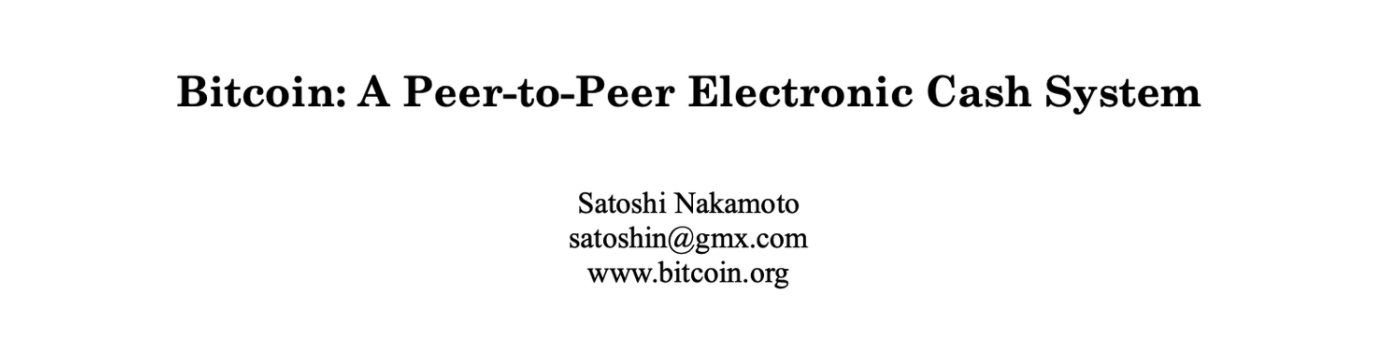 Bitcoin: A Peer-to-Peer Electronic Cash System
Satoshi Nakamoto
satoshin@gmx.com
www.bitcoin.org